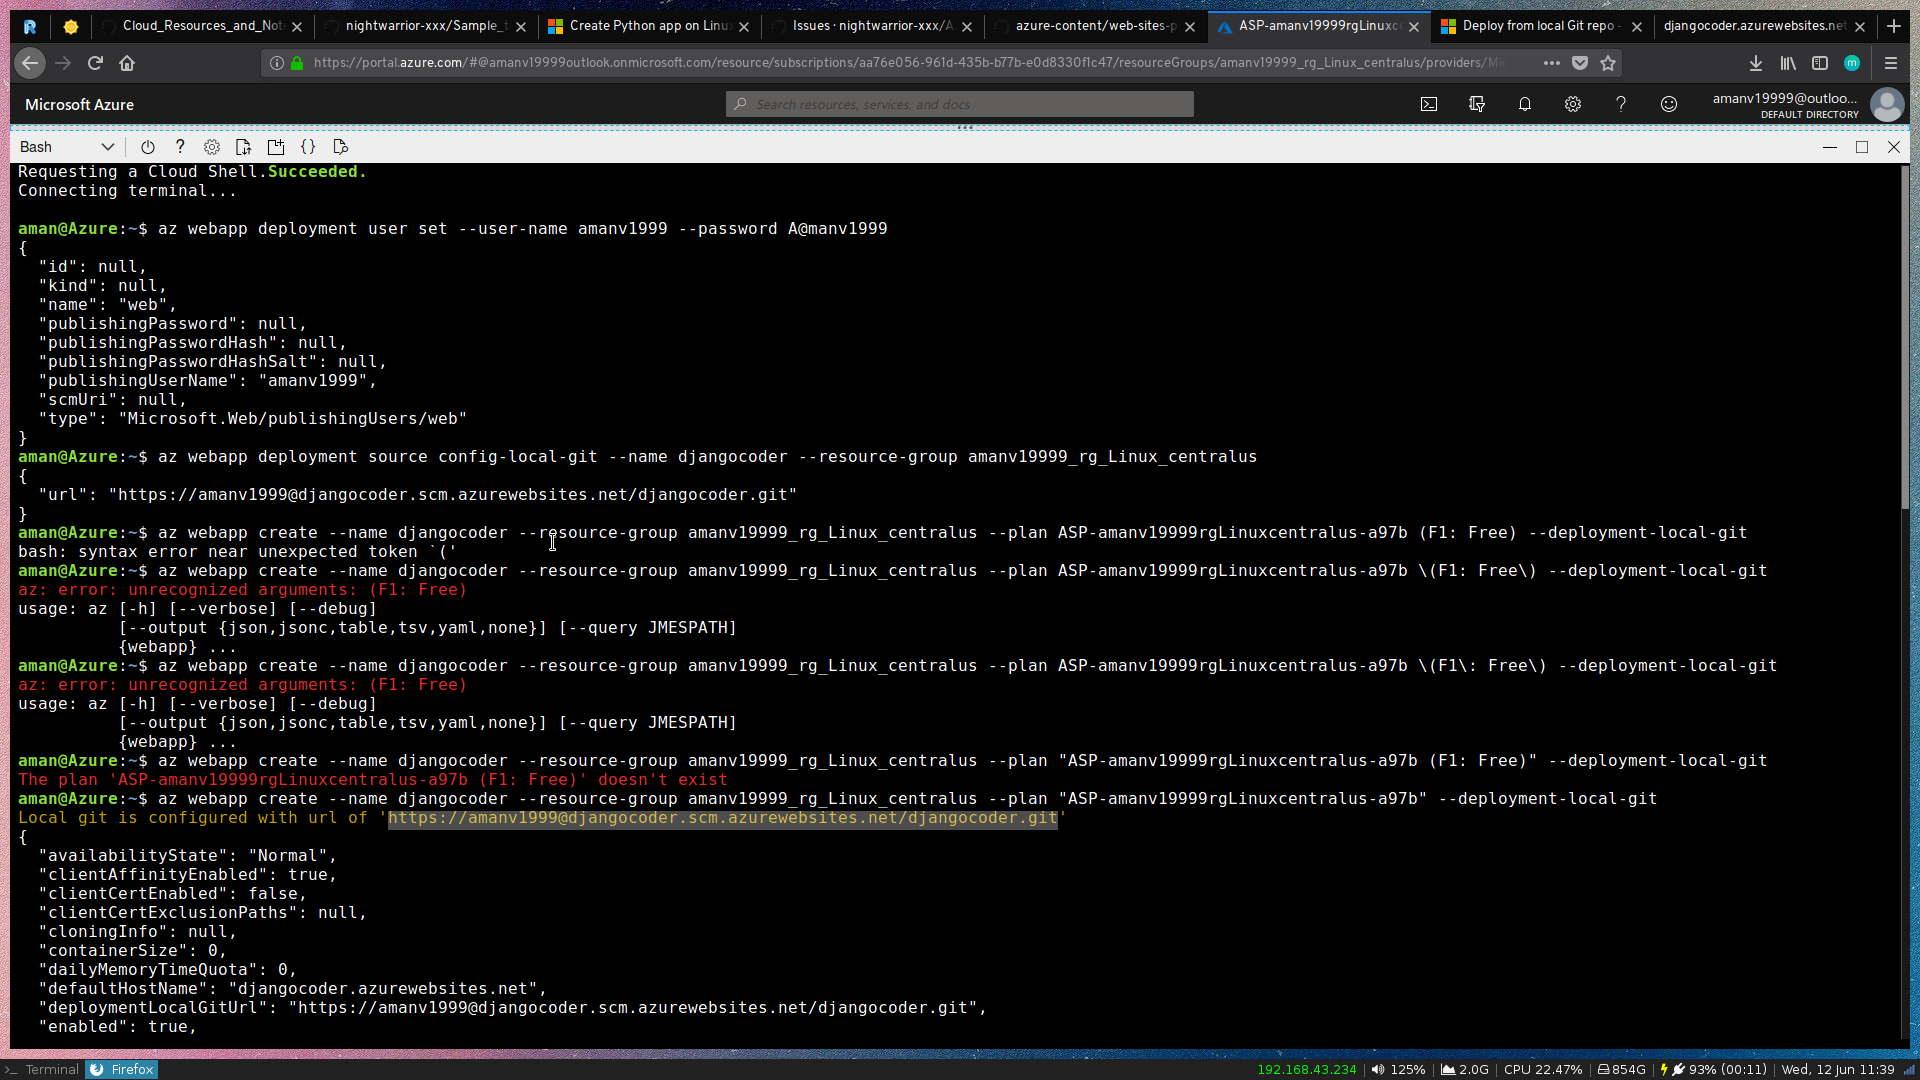 Cloud_Resources_and_Not
nightwarrior-xxx/Sample_t
Create Python app on Linu
Issues · nightwarrior-xxx/A
azure-content/web-sites-p
ASP-amanv19999rgLinuxc
Deploy from local Git repo -
djangocoder.azurewebsites.net
https://portal.azure.com/#@amanv19999outlook.onmicrosoft.com/resource/subscriptions/aa76e056-961d-435b-b77b-e0d8330f1c47/resourceGroups/amanv19999_rg_Linux_centralus/providers/Mi
m
Microsoft Azure
Search resources, services, and docs
amanv19999@outloo...
DEFAULT DIRECTORY
Bash
Requesting a Cloud Shell.Succeeded.
Connecting terminal...
aman@Azure:~$ az webapp deployment user set --user-name amanv1999 --password A@manv1999
{
"id": null,
"kind": null,
"name": "web",
"publishingPassword": null,
"publishingPasswordHash": null,
"publishingPasswordHashSalt": null,
"publishingUserName": "amanv1999",
"scmUri": null,
"type": "Microsoft.Web/publishingUsers/web"
}
aman@Azure:~$ az webapp deployment source config-local-git --name djangocoder --resource-group amanv19999_rg_Linux_centralus
{
"url": "https://amanv1999@djangocoder.scm.azurewebsites.net/djangocoder.git"
}
aman@Azure:~$ az webapp create --name djangocoder --resource-group amanv19999_rg_Linux_centralus --plan ASP-amanv19999rgLinuxcentralus-a97b (F1: Free) --deployment-local-git
bash: syntax error near unexpected token `('
aman@Azure:~$ az webapp create --name djangocoder --resource-group amanv19999_rg_Linux_centralus --plan ASP-amanv19999rgLinuxcentralus-a97b \(F1: Free\) --deployment-local-git
az: error: unrecognized arguments: (F1: Free)
usage: az [-h] [--verbose] [--debug]
[--output {json,jsonc,table,tsv,yaml,none}] [--query JMESPATH]
{webapp} ...
aman@Azure:~$ az webapp create --name djangocoder --resource-group amanv19999_rg_Linux_centralus --plan ASP-amanv19999rgLinuxcentralus-a97b \(F1\: Free\) --deployment-local-git
az: error: unrecognized arguments: (F1: Free)
usage: az [-h] [--verbose] [--debug]
[--output {json,jsonc,table,tsv,yaml,none}] [--query JMESPATH]
{webapp} ...
aman@Azure:~$ az webapp create --name djangocoder --resource-group amanv19999_rg_Linux_centralus --plan "ASP-amanv19999rgLinuxcentralus-a97b (F1: Free)" --deployment-local-git
The plan 'ASP-amanv19999rgLinuxcentralus-a97b (F1: Free)' doesn't exist
aman@Azure:~$ az webapp create --name djangocoder --resource-group amanv19999_rg_Linux_centralus --plan "ASP-amanv19999rgLinuxcentralus-a97b" --deployment-local-git
Local git is configured with url of 'https://amanv1999@djangocoder.scm.azurewebsites.net/djangocoder.git'
{
"availabilityState": "Normal",
"clientAffinityEnabled": true,
"clientCertEnabled": false,
"clientCertExclusionPaths": null,
"cloningInfo": null,
"containerSize": 0,
"dailyMemoryTimeQuota": 0,
"defaultHostName": "djangocoder.azurewebsites.net",
"deploymentLocalGitUrl": "https://amanv1999@djangocoder.scm.azurewebsites.net/djangocoder.git",
"enabled": true,
Terminal
Firefox
192.168.43.234
125%
2.0G
CPU 22.47%
854G
93% (00:11)
Wed, 12 Jun 11:39